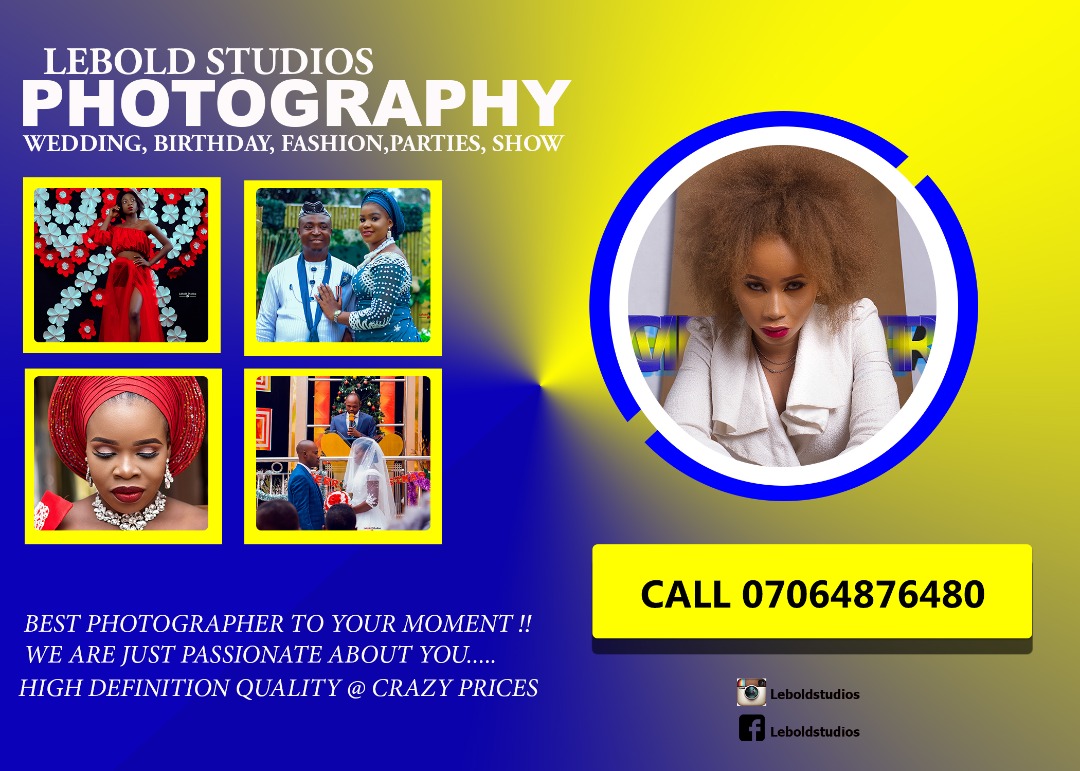 LEBOLD STUDIOS
PHOTOGRAPHY
WEDDING, BIRTHDAY, FASHION,PARTIES, SHOW
BEST PHOTOGRAPHER TO YOUR MOMENT !!
WE ARE JUST PASSIONATE ABOUT YOU.....
HIGH DEFINITION QUALITY @ CRAZY PRICES
CALL 07064876480
Leboldstudios
Leboldstudios